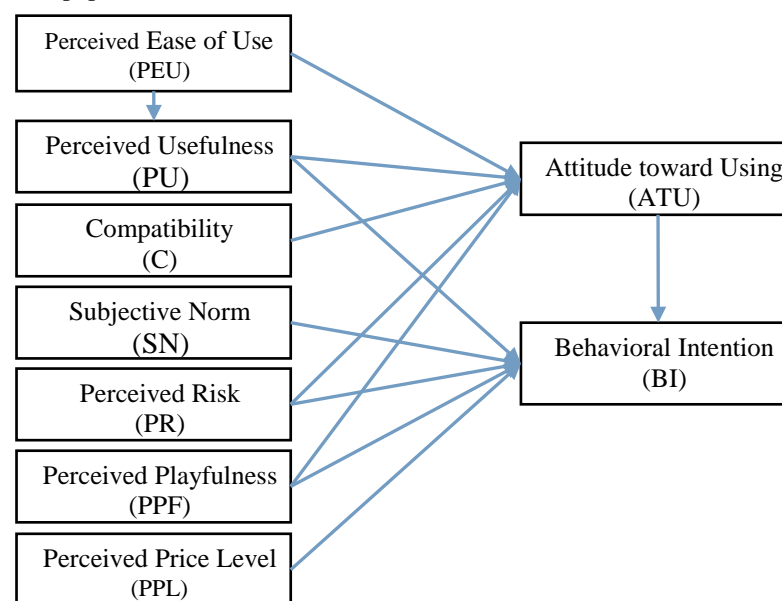 Perceived Ease of Use
(PEU)
Perceived Usefulness
(PU)
Compatibility
(C)
Subjective Norm
(SN)
Perceived Risk
(PR)
Perceived Playfulness
(PPF)
Perceived Price Level
(PPL)
Attitude toward Using
(ATU)
Behavioral Intention
(BI)